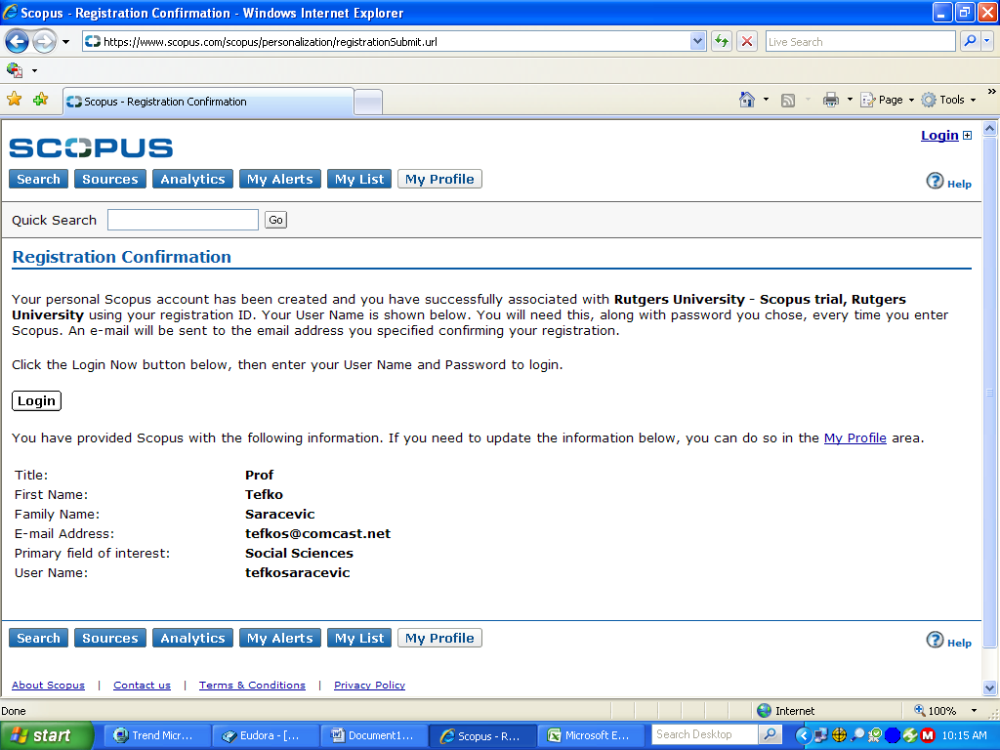 Scopus - Registration Confirmation - Windows Internet Explorer
https://www.scopus.com/scopus/personalization/registrationSubmit.url
Live Search
Scopus - Registration Confirmation
Page
Tools
»
SCOPUS
Login
Search Sources Analytics My Alerts My List My Profile
Help
Quick Search Go
Registration Confirmation
Your personal Scopus account has been created and you have successfully associated with Rutgers University - Scopus trial, Rutgers
University using your registration ID. Your User Name is shown below. You will need this, along with password you chose, every time you enter
Scopus. An e-mail will be sent to the email address you specified confirming your registration.
Click the Login Now button below, then enter your User Name and Password to login.
Login
You have provided Scopus with the following information. If you need to update the information below, you can do so in the My Profile area.
Title: Prof
First Name: Tefko
Family Name: Saracevic
E-mail Address: tefkos@comcast.net
Primary field of interest: Social Sciences
User Name: tefkosaracevic
Search Sources Analytics My Alerts My List My Profile
Help
About Scopus | Contact us | Terms & Conditions | Privacy Policy
Done Internet 100%
start Trend Micr... Eudora - [... Document1... Scopus - R... Microsoft E... Search Desktop 10:15 AM